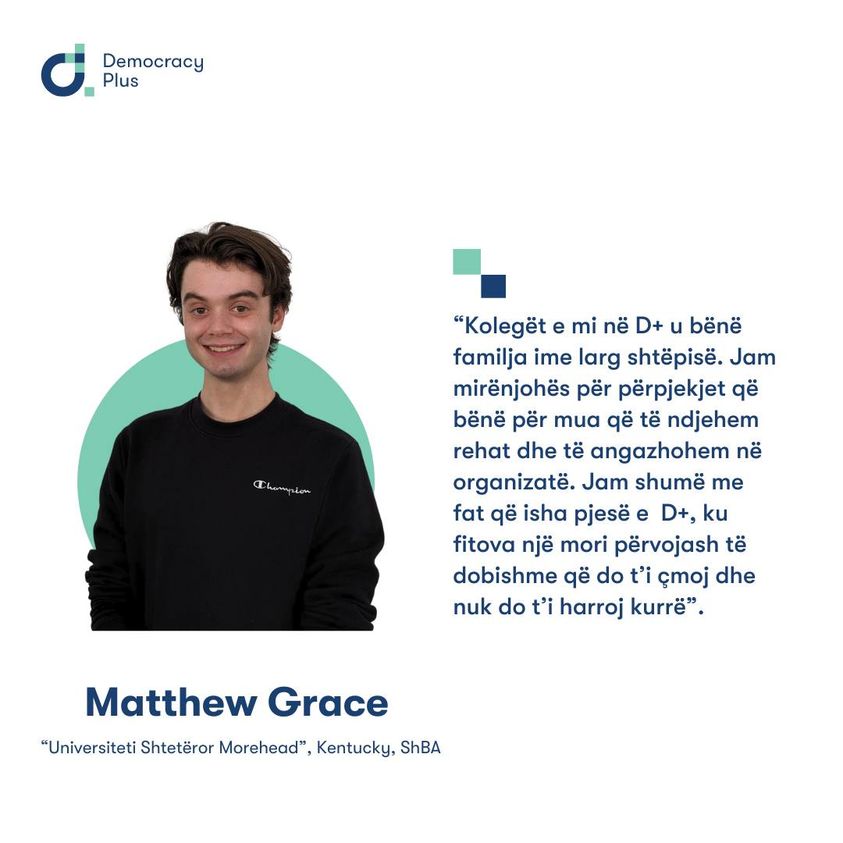 Democracy
Plus
Champion
“Kolegët e mi në D+ u bënë
familja ime larg shtëpisë. Jam
mirënjohës për përpjekjet që
bënë për mua që të ndjehem
rehat dhe të angazhohem në
organizatë. Jam shumë me
fat që isha pjesë e  D+, ku
fitova një mori përvojash të
dobishme që do t’i çmoj dhe
nuk do t’i harroj kurrë”.
Matthew Grace
“Universiteti Shtetëror Morehead”, Kentucky, ShBA